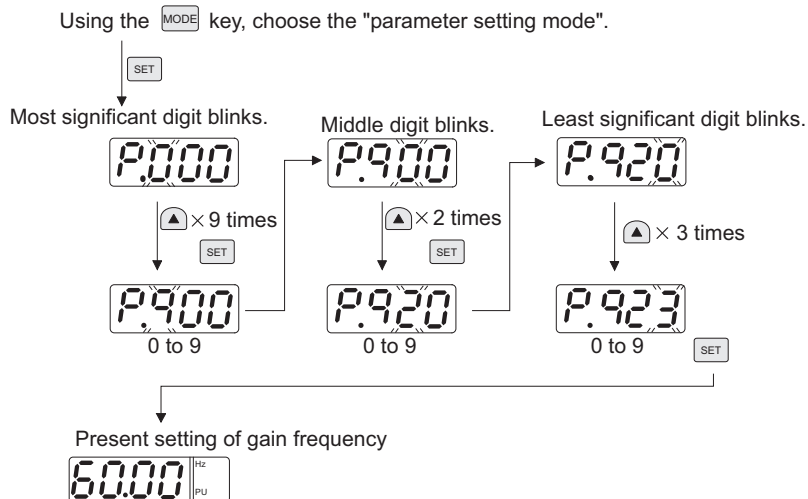 Using the MODE key, choose the "parameter setting mode".
SET
Most significant digit blinks.
Middle digit blinks.
Least significant digit blinks.
P.000
P.900
P.920
▲ × 9 times
▲ × 2 times
▲ × 3 times
SET
SET
P.900
P.920
P.923
0 to 9
0 to 9
0 to 9
SET
Present setting of gain frequency
60.00
Hz
PU